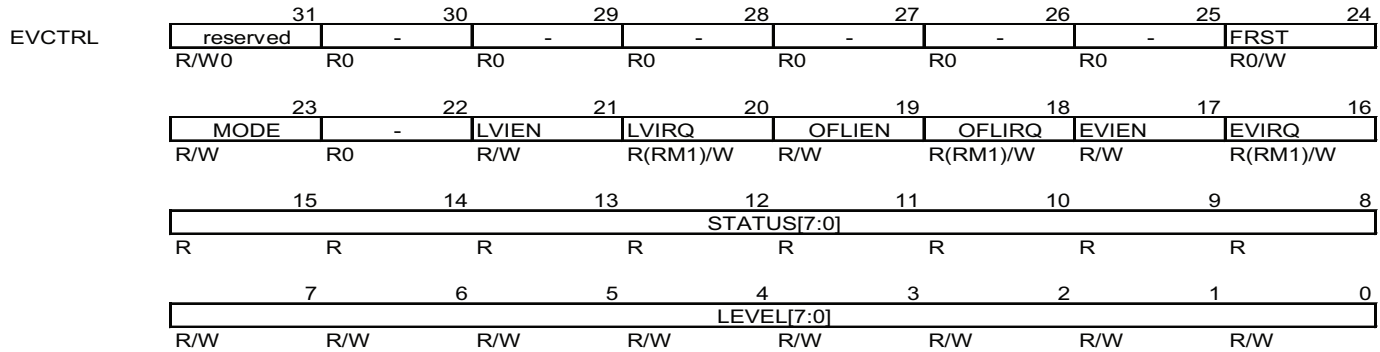 31 30 29 28 27 26 25 24
EVCTRL reserved - - - - - - FRST
R/W0 R0 R0 R0 R0 R0 R0 R0/W
23 22 21 20 19 18 17 16
MODE - LVIEN LVIRQ OFLIEN OFLIRQ EVIEN EVIRQ
R/W R0 R/W R(RM1)/W R/W R(RM1)/W R/W R(RM1)/W
15 14 13 12 11 10 9 8
STATUS[7:0]
R R R R R R R R
7 6 5 4 3 2 1 0
LEVEL[7:0]
R/W R/W R/W R/W R/W R/W R/W R/W